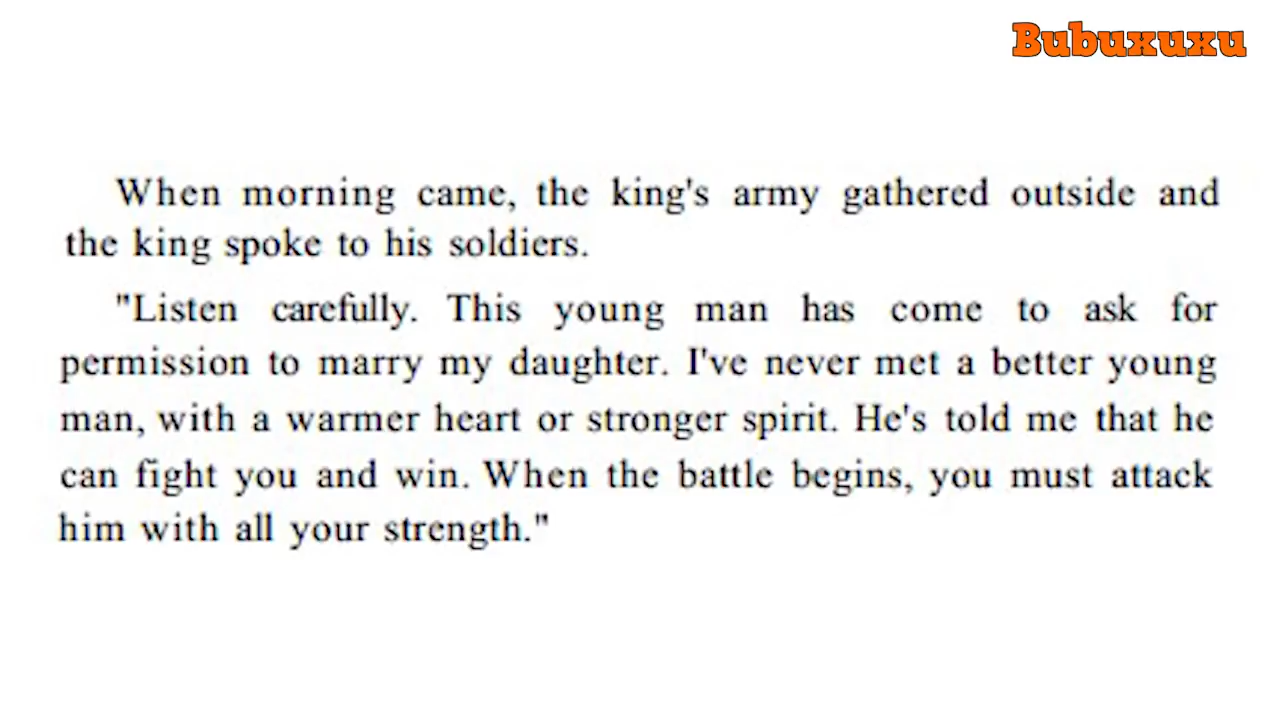 Bubuxuxu
When morning came, the king's army gathered outside and
the king spoke to his soldiers.
"Listen carefully. This young man has come to ask for
permission to marry my daughter. I've never met a better young
man, with a warmer heart or stronger spirit. He's told me that he
can fight you and win. When the battle begins, you must attack
him with all your strength."